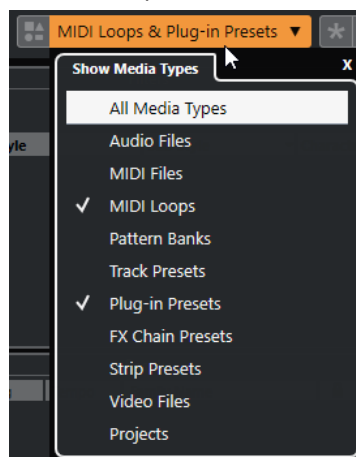 MIDI Loops & Plug-in Presets ▼
Show Media Types X
All Media Types
yle
Audio Files
MIDI Files
✓ MIDI Loops
Pattern Banks
Track Presets
✓ Plug-in Presets
FX Chain Presets
Strip Presets
Video Files
Projects